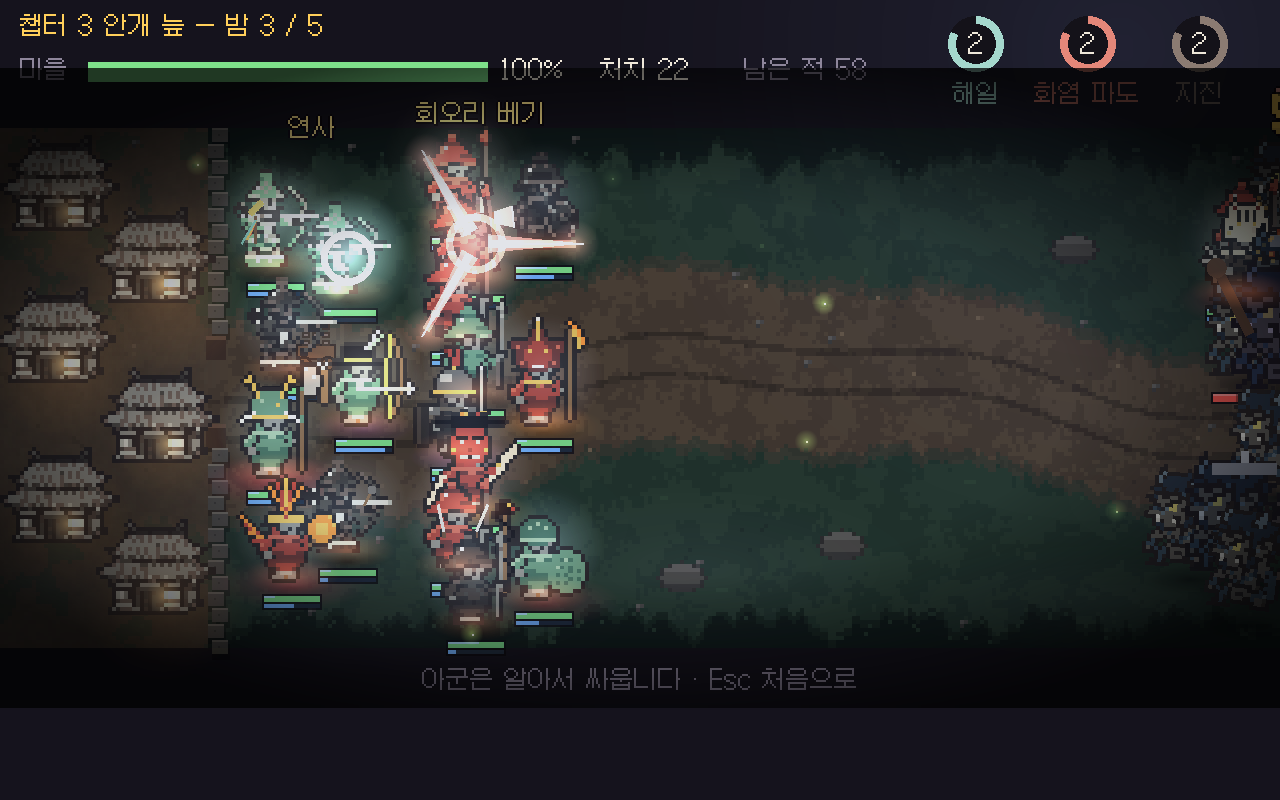 챕터 3 안개 늪 — 밤 3 / 5
마을 100% 처치 22 남은 적 58
2 2 2
해일 화염 파도 지진
연사 회오리 베기
아군은 알아서 싸웁니다 · Esc 처음으로